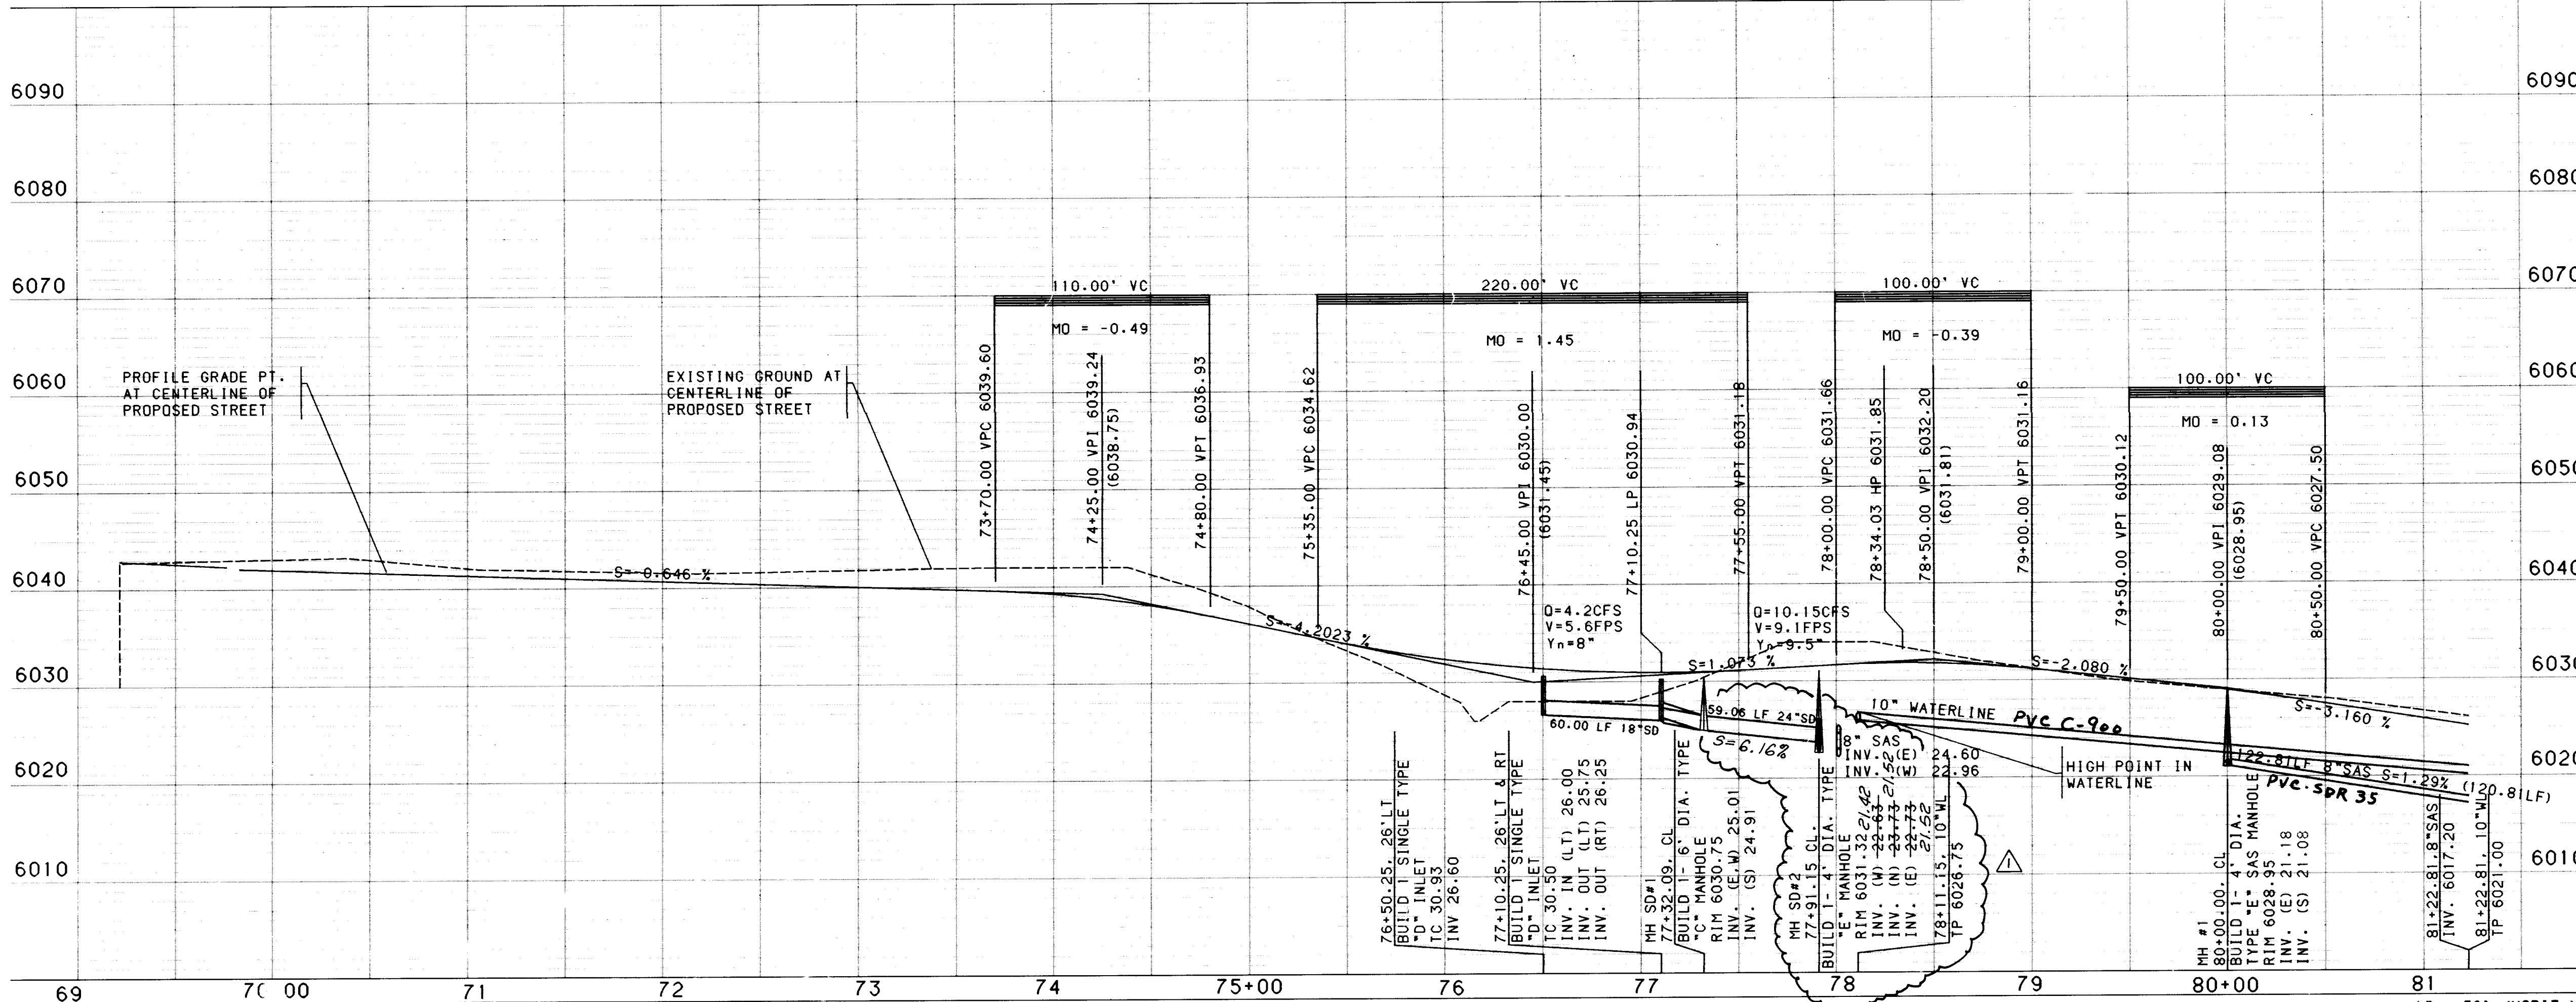 6090
6080
6070
6060
6050
6040
6030
6020
6010
6090
6080
6070
6060
6050
6040
6030
6020
6010
110.00' VC
MO = -0.49
73+70.00 VPC 6039.60
74+25.00 VPI 6039.24
(6038.75)
74+80.00 VPT 6036.93
220.00' VC
MO = 1.45
75+35.00 VPC 6034.62
76+45.00 VPI 6030.00
(6031.45)
77+10.25 LP 6030.94
77+55.00 VPT 6031.18
100.00' VC
MO = -0.39
78+00.00 VPC 6031.66
78+34.03 HP 6031.85
78+50.00 VPI 6032.20
(6031.81)
79+00.00 VPT 6031.16
100.00' VC
MO = 0.13
79+50.00 VPT 6030.12
80+00.00 VPI 6029.08
(6028.95)
80+50.00 VPC 6027.50
PROFILE GRADE PT.
AT CENTERLINE OF
PROPOSED STREET
EXISTING GROUND AT
CENTERLINE OF
PROPOSED STREET
S=-0.646 %
S=-4.2023 %
Q=4.2CFS
V=5.6FPS
Yn=8"
Q=10.15CFS
V=9.1FPS
Yn=9.5"
S=1.073 %
S=-2.080 %
S=-3.160 %
60.00 LF 18"SD
59.06 LF 24"SD
S=6.16%
10" WATERLINE PVC C-900
8" SAS
INV. (E) 24.60
INV. (W) 22.96
HIGH POINT IN
WATERLINE
122.81LF 8"SAS S=1.29% (120.81LF)
PVC-SDR 35
76+50.25, 26'LT
BUILD 1 SINGLE TYPE
"D" INLET
TC 30.93
INV 26.60
77+10.25, 26'LT & RT
BUILD 1 SINGLE TYPE
"D" INLET
TC 30.50
INV. IN (LT) 26.00
INV. OUT (LT) 25.75
INV. OUT (RT) 26.25
MH SD#1
77+32.09, CL
BUILD 1- 6' DIA. TYPE
"C" MANHOLE
RIM 6030.75
INV. (E,W) 25.01
INV. (S) 24.91
MH SD#2
77+91.15 CL.
BUILD 1- 4' DIA. TYPE
"E" MANHOLE
RIM 6031.32
INV. (W) 22.63 21.42
INV. (N) 23.73 21.52
INV. (E) 22.73 21.52
78+11.15, 10"WL
TP 6026.75
1
MH #1
80+00.00, CL
BUILD 1- 4' DIA.
TYPE "E" SAS MANHOLE
RIM 6028.95
INV. (E) 21.18
INV. (S) 21.08
81+22.81,8"SAS
INV. 6017.20
81+22.81, 10"WL
TP 6021.00
69
71
72
73
74
75+00
76
77
78
79
80+00
81